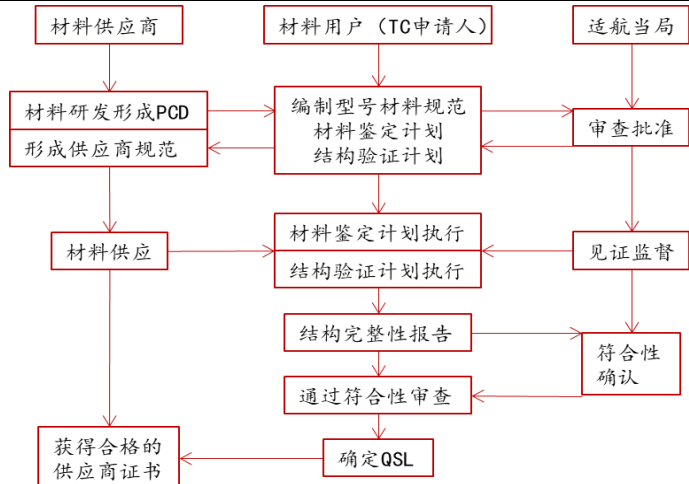 材料供应商
材料用户（TC申请人）
适航当局
材料研发形成PCD
形成供应商规范
编制型号材料规范
材料鉴定计划
结构验证计划
审查批准
材料供应
材料鉴定计划执行
结构验证计划执行
见证监督
结构完整性报告
符合性
确认
通过符合性审查
获得合格的
供应商证书
确定QSL